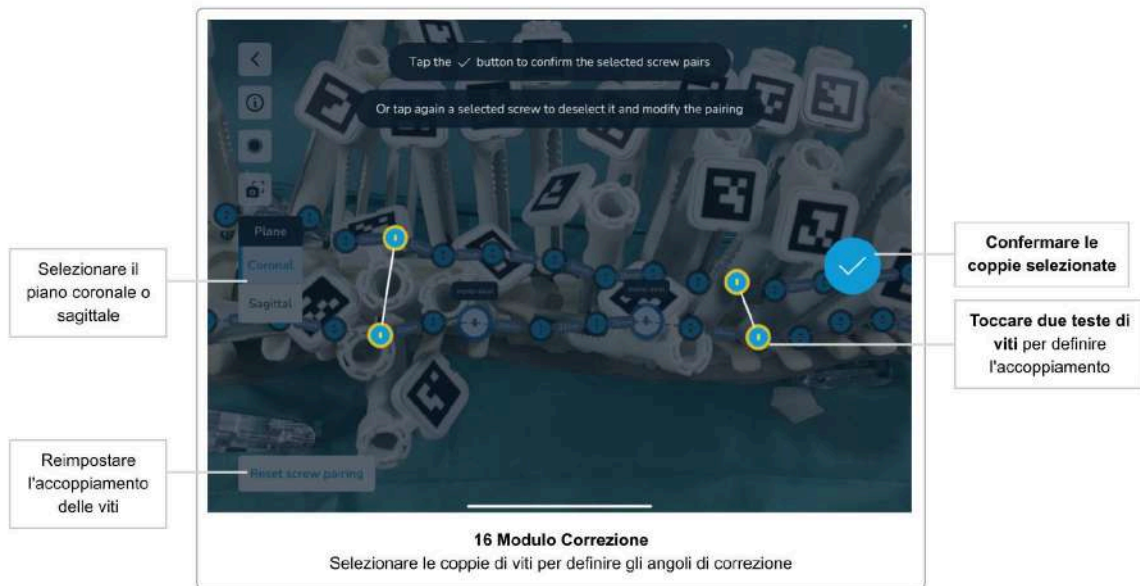 Tap the ✓ button to confirm the selected screw pairs
Or tap again a selected screw to deselect it and modify the pairing
Plane
Coronal
Sagittal
Reset screw pairing
Selezionare il
piano coronale o
sagittale
Reimpostare
l'accoppiamento
delle viti
Confermare le
coppie selezionate
Toccare due teste di
viti per definire
l'accoppiamento
16 Modulo Correzione
Selezionare le coppie di viti per definire gli angoli di correzione